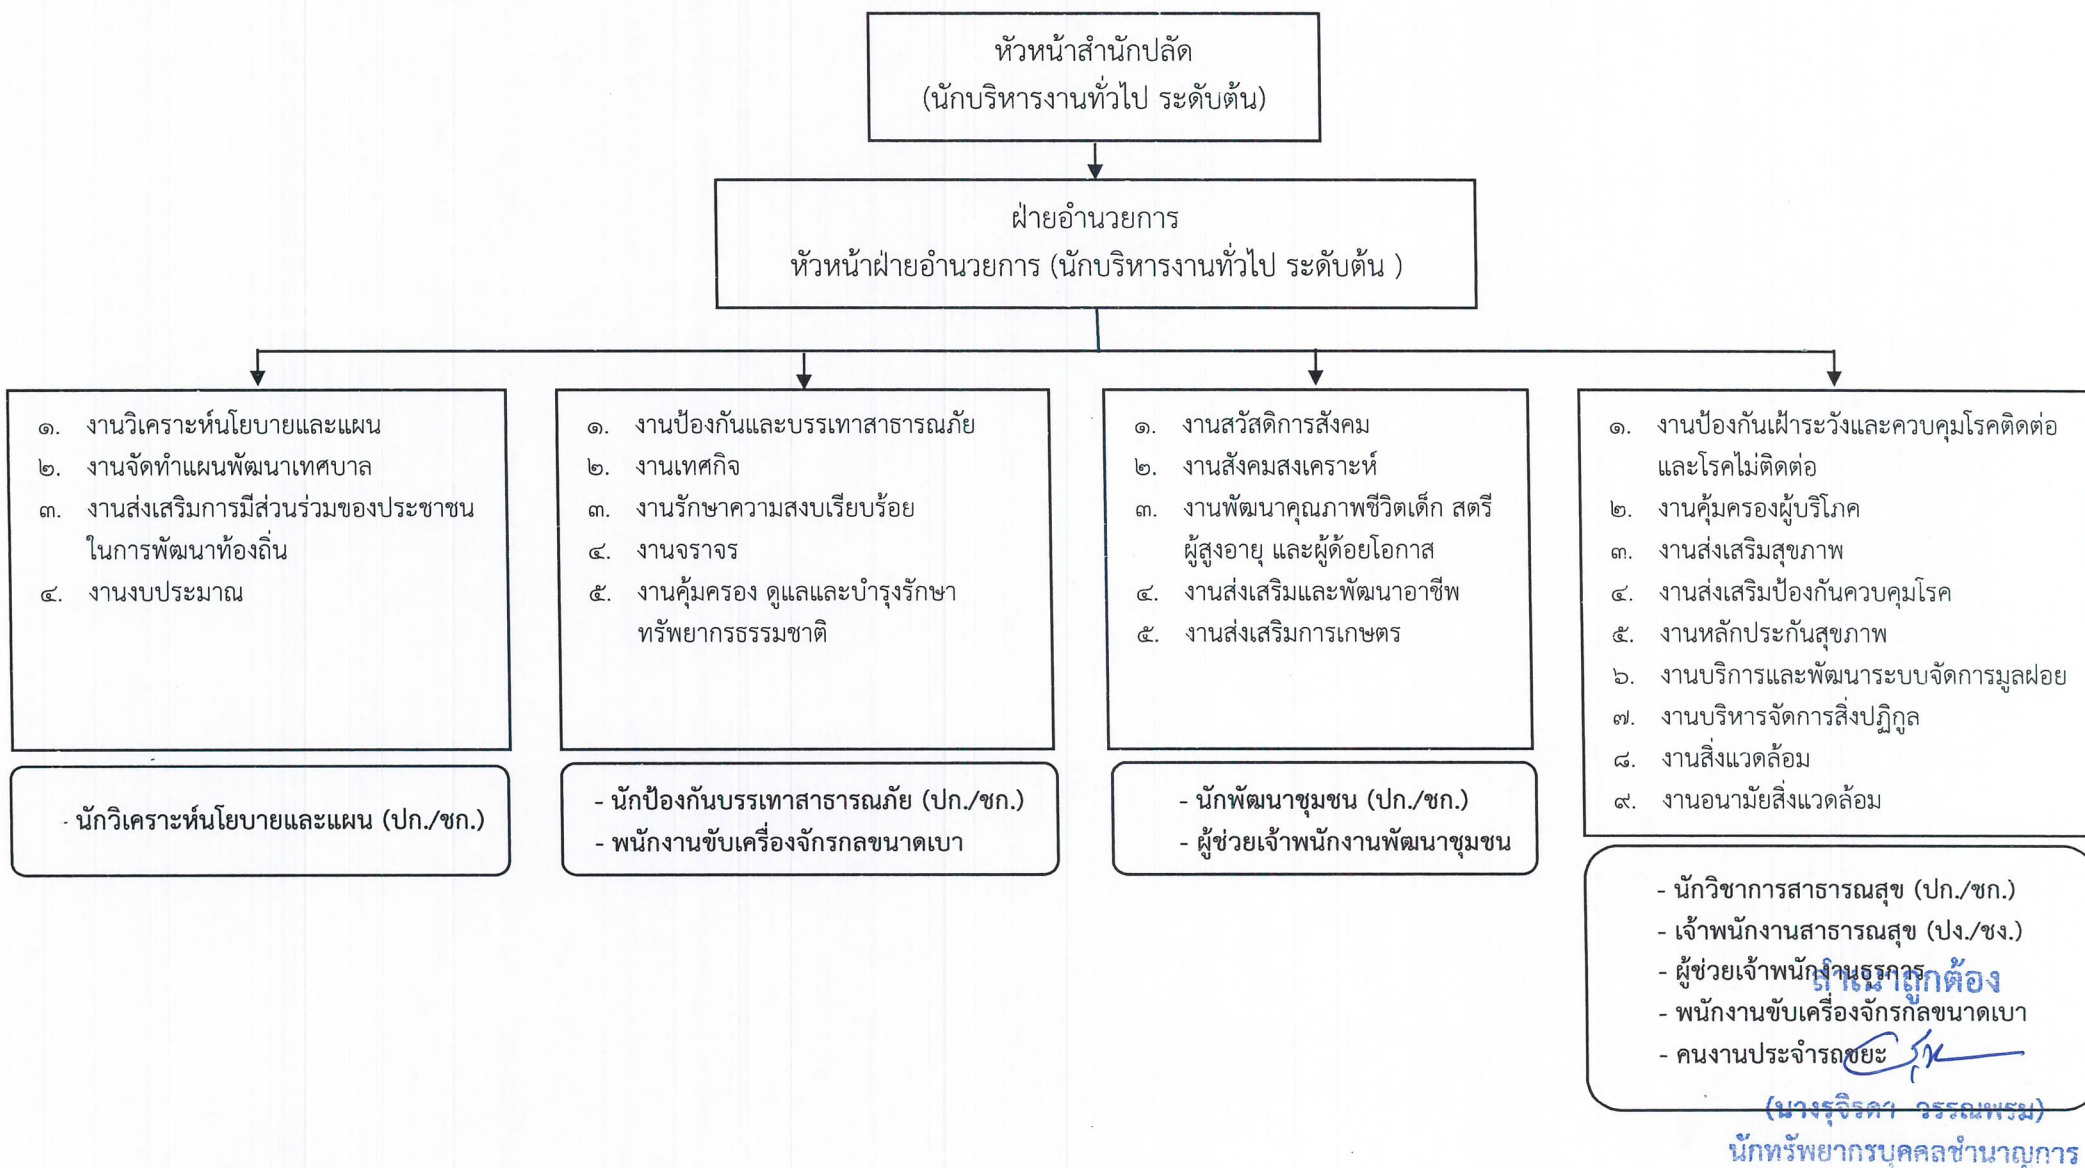 หัวหน้าสำนักปลัด
(นักบริหารงานทั่วไป ระดับต้น)
ฝ่ายอำนวยการ
หัวหน้าฝ่ายอำนวยการ (นักบริหารงานทั่วไป ระดับต้น )
๑. งานวิเคราะห์นโยบายและแผน
๒. งานจัดทำแผนพัฒนาเทศบาล
๓. งานส่งเสริมการมีส่วนร่วมของประชาชน
ในการพัฒนาท้องถิ่น
๔. งานงบประมาณ
- นักวิเคราะห์นโยบายและแผน (ปก./ชก.)
๑. งานป้องกันและบรรเทาสาธารณภัย
๒. งานเทศกิจ
๓. งานรักษาความสงบเรียบร้อย
๔. งานจราจร
๕. งานคุ้มครอง ดูแลและบำรุงรักษา
ทรัพยากรธรรมชาติ
- นักป้องกันบรรเทาสาธารณภัย (ปก./ชก.)
- พนักงานขับเครื่องจักรกลขนาดเบา
๑. งานสวัสดิการสังคม
๒. งานสังคมสงเคราะห์
๓. งานพัฒนาคุณภาพชีวิตเด็ก สตรี
ผู้สูงอายุ และผู้ด้อยโอกาส
๔. งานส่งเสริมและพัฒนาอาชีพ
๕. งานส่งเสริมการเกษตร
- นักพัฒนาชุมชน (ปก./ชก.)
- ผู้ช่วยเจ้าพนักงานพัฒนาชุมชน
๑. งานป้องกันเฝ้าระวังและควบคุมโรคติดต่อ
และโรคไม่ติดต่อ
๒. งานคุ้มครองผู้บริโภค
๓. งานส่งเสริมสุขภาพ
๔. งานส่งเสริมป้องกันควบคุมโรค
๕. งานหลักประกันสุขภาพ
๖. งานบริการและพัฒนาระบบจัดการมูลฝอย
๗. งานบริหารจัดการสิ่งปฏิกูล
๘. งานสิ่งแวดล้อม
๙. งานอนามัยสิ่งแวดล้อม
- นักวิชาการสาธารณสุข (ปก./ชก.)
- เจ้าพนักงานสาธารณสุข (ปง./ชง.)
- ผู้ช่วยเจ้าพนักงานธุรการ
สำเนาถูกต้อง
- พนักงานขับเครื่องจักรกลขนาดเบา
- คนงานประจำรถขยะ
(นางรุจิรดา วรรณพรม)
นักทรัพยากรบุคคลชำนาญการ